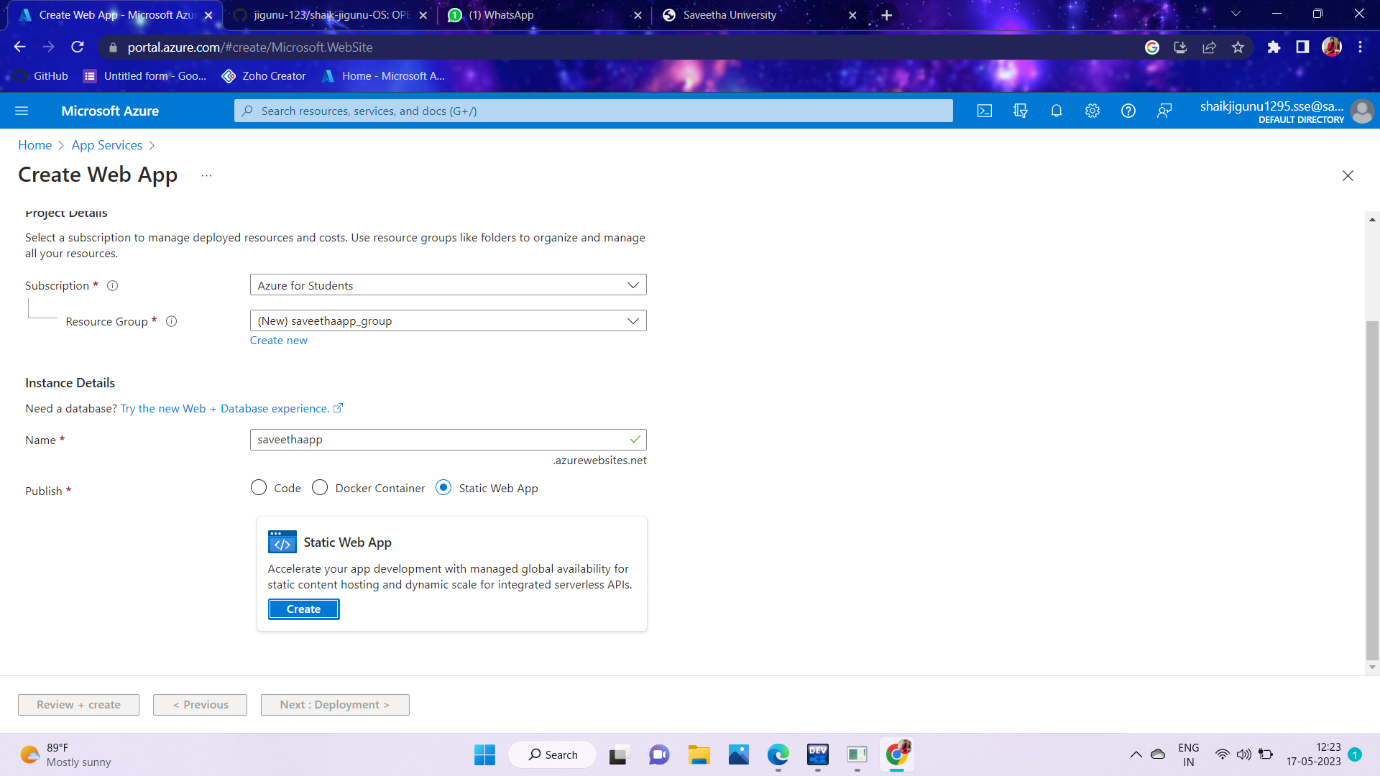 Create Web App - Microsoft Azu
jigunu-123/shaik-jigunu-OS: OPE
(1) WhatsApp
Saveetha University
portal.azure.com/#create/Microsoft.WebSite
GitHub
Untitled form - Goo...
Zoho Creator
Home - Microsoft A...
Microsoft Azure
Search resources, services, and docs (G+/)
shaikjigunu1295.sse@sa...
DEFAULT DIRECTORY
Home > App Services >
Create Web App ...
Project Details
Select a subscription to manage deployed resources and costs. Use resource groups like folders to organize and manage
all your resources.
Subscription *
Azure for Students
Resource Group *
(New) saveethaapp_group
Create new
Instance Details
Need a database? Try the new Web + Database experience.
Name *
saveethaapp
.azurewebsites.net
Publish *
Code
Docker Container
Static Web App
Static Web App
Accelerate your app development with managed global availability for
static content hosting and dynamic scale for integrated serverless APIs.
Create
Review + create
< Previous
Next : Deployment >
89°F
Mostly sunny
Search
DEV
ENG
IN
12:23
17-05-2023
1